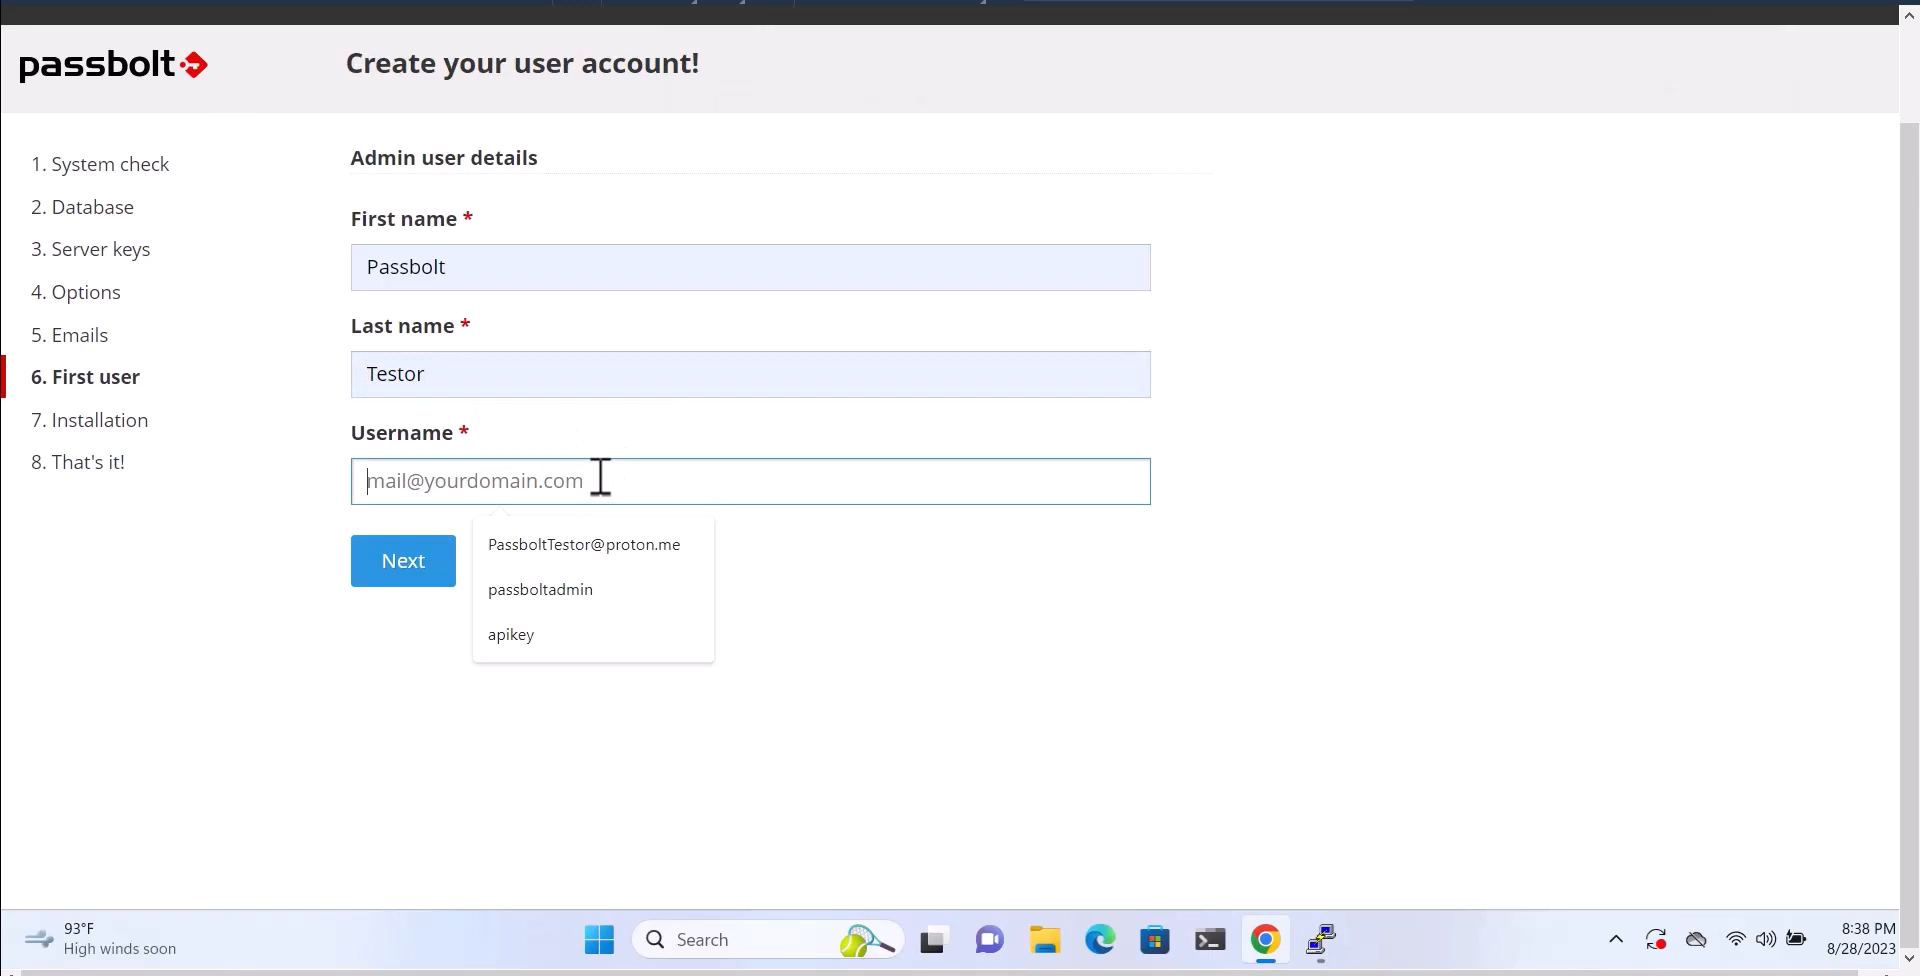 passbolt
Create your user account!
1. System check
2. Database
3. Server keys
4. Options
5. Emails
6. First user
7. Installation
8. That's it!
Admin user details
First name *
Passbolt
Last name *
Testor
Username *
mail@yourdomain.com
Next
PassboltTestor@proton.me
passboltadmin
apikey
93°F
High winds soon
Search
8:38 PM
8/28/2023